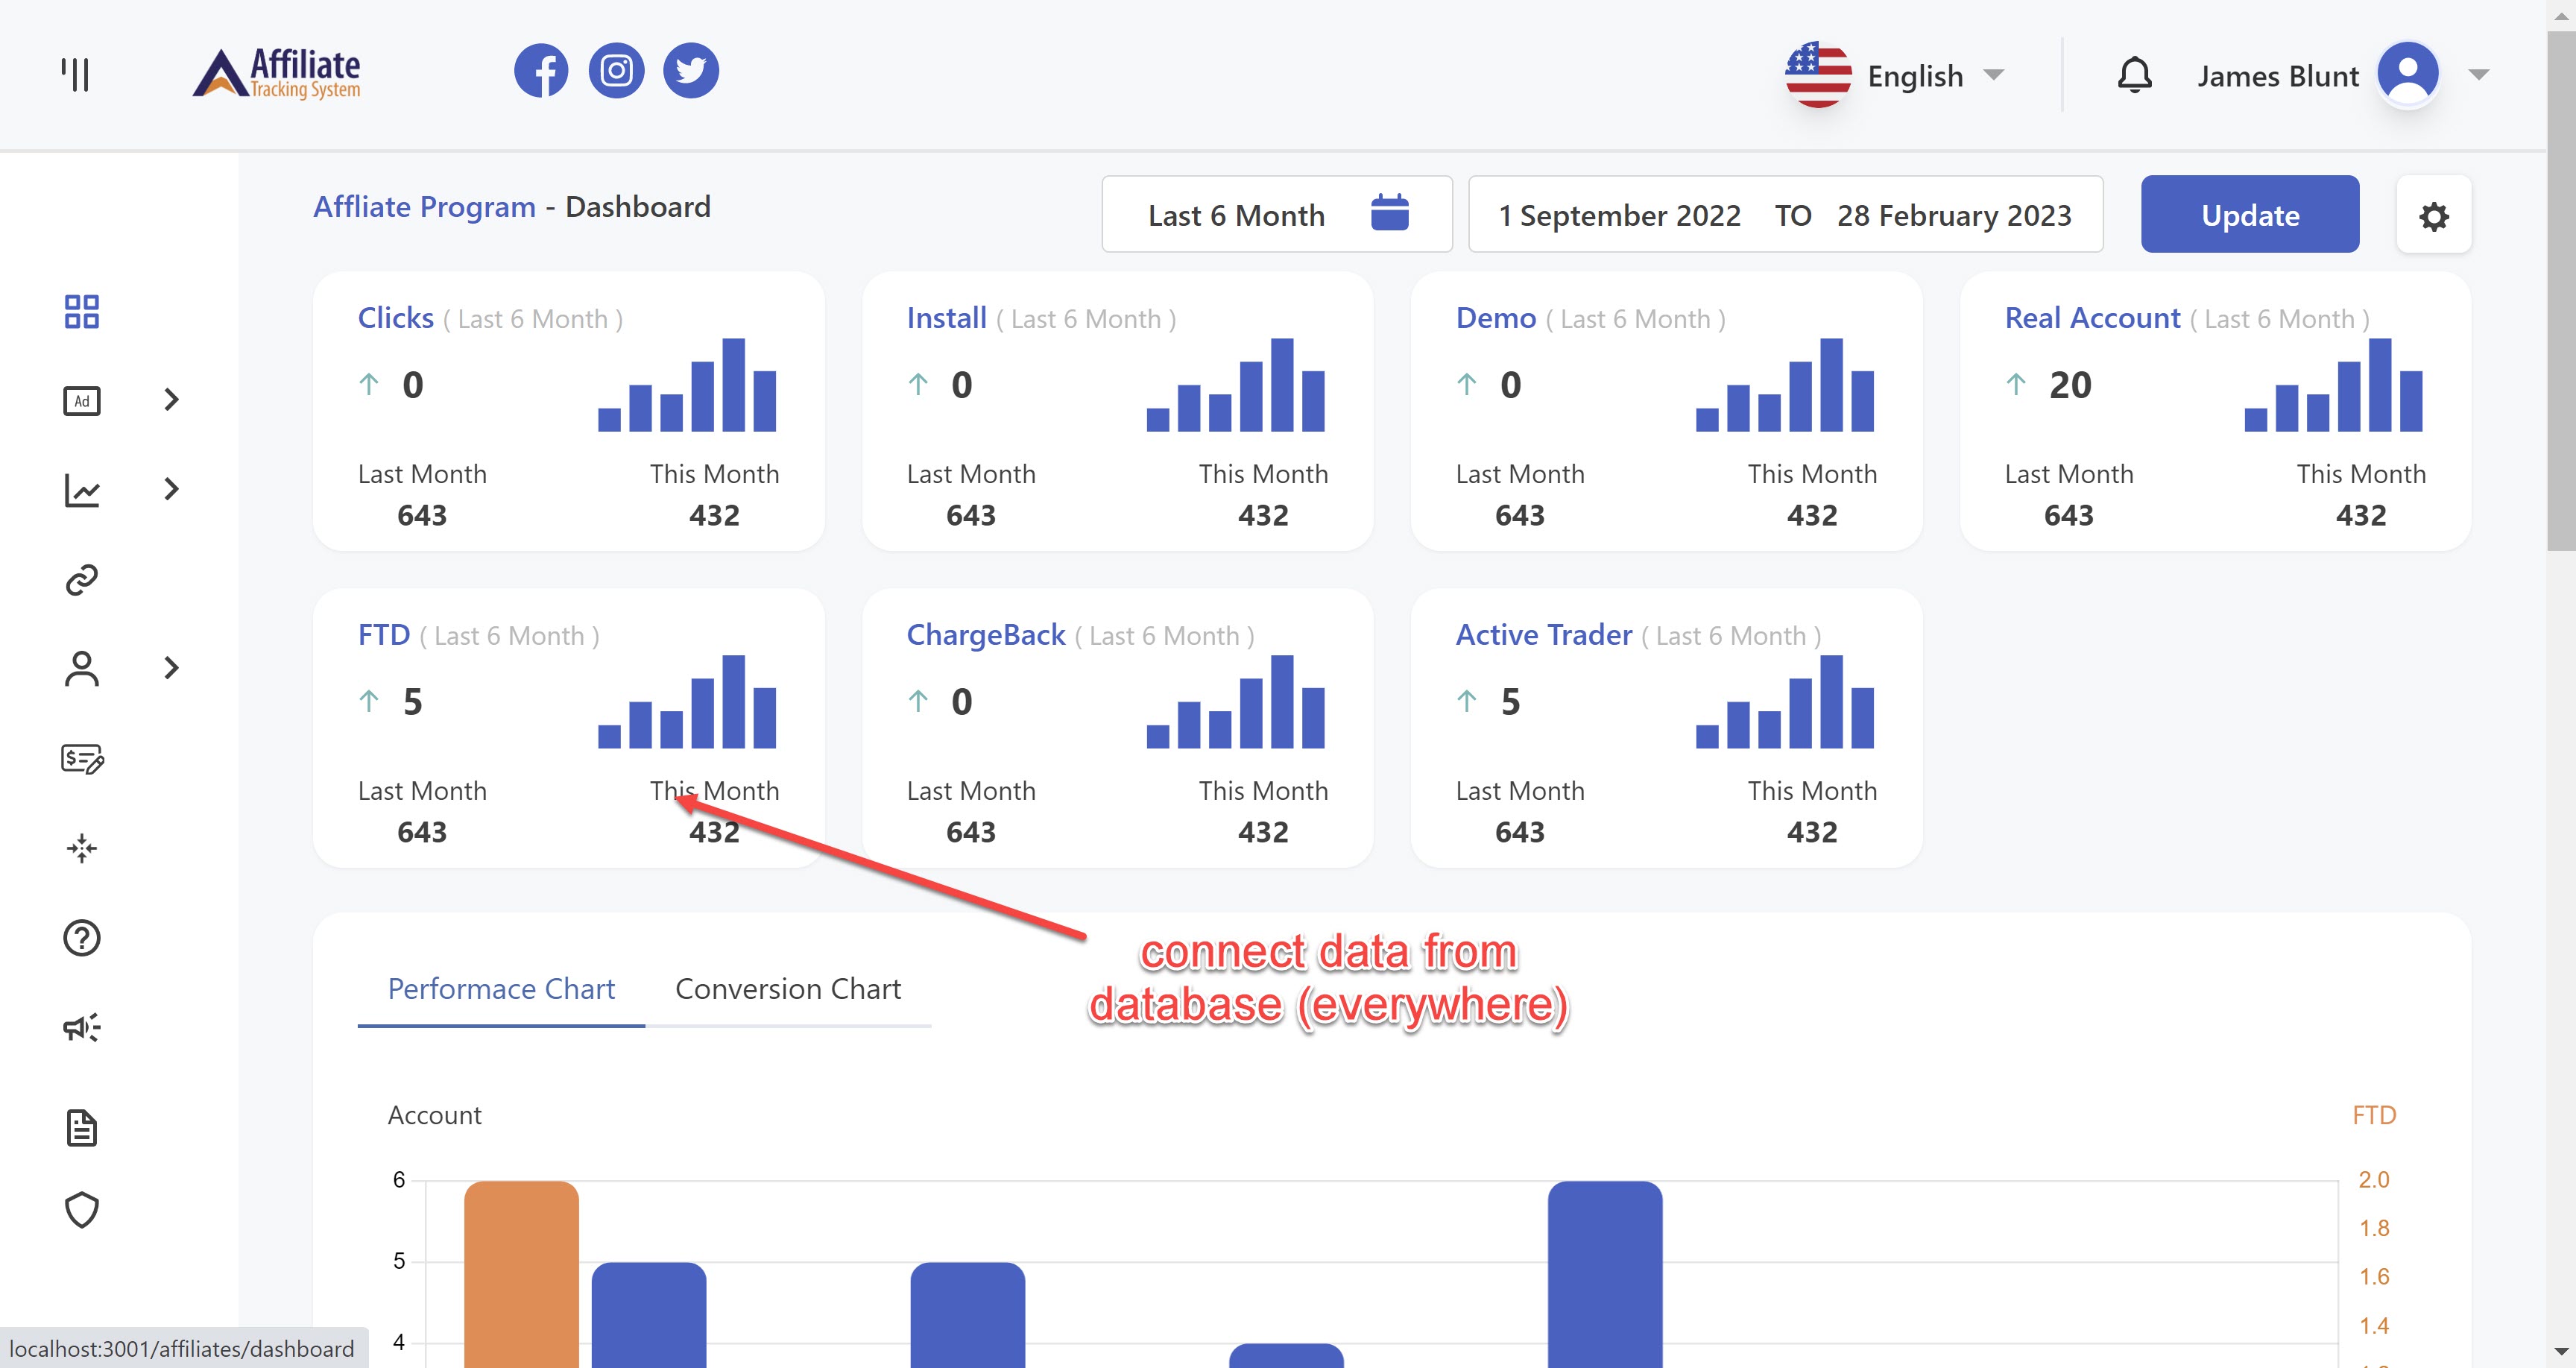 Affiliate
Tracking System
English
James Blunt
Affliate Program - Dashboard
Last 6 Month
1 September 2022 TO 28 February 2023
Update
Clicks ( Last 6 Month )
0
Last Month This Month
643 432
Install ( Last 6 Month )
0
Last Month This Month
643 432
Demo ( Last 6 Month )
0
Last Month This Month
643 432
Real Account ( Last 6 Month )
20
Last Month This Month
643 432
Ad
FTD ( Last 6 Month )
5
Last Month This Month
643 432
ChargeBack ( Last 6 Month )
0
Last Month This Month
643 432
Active Trader ( Last 6 Month )
5
Last Month This Month
643 432
connect data from
database (everywhere)
Performace Chart Conversion Chart
Account FTD
6 2.0
1.8
5
1.6
1.4
4
localhost:3001/affiliates/dashboard